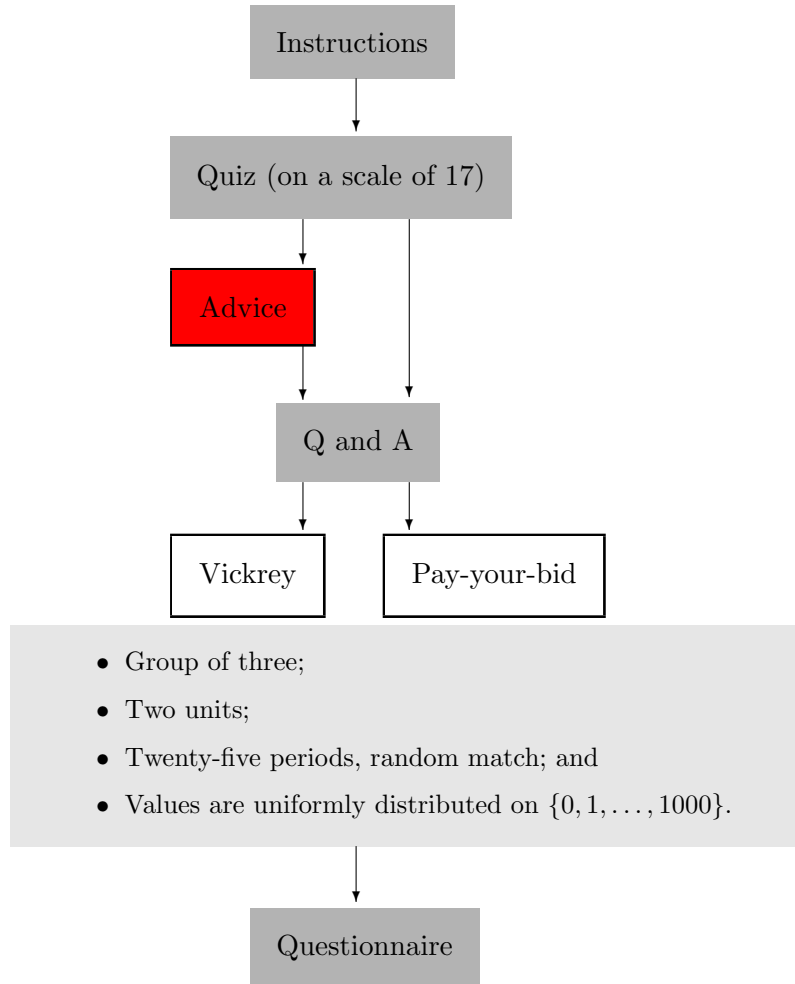 Instructions
Quiz (on a scale of 17)
Advice
Q and A
Vickrey
Pay-your-bid
• Group of three;
• Two units;
• Twenty-five periods, random match; and
• Values are uniformly distributed on {0, 1, . . . , 1000}.
Questionnaire